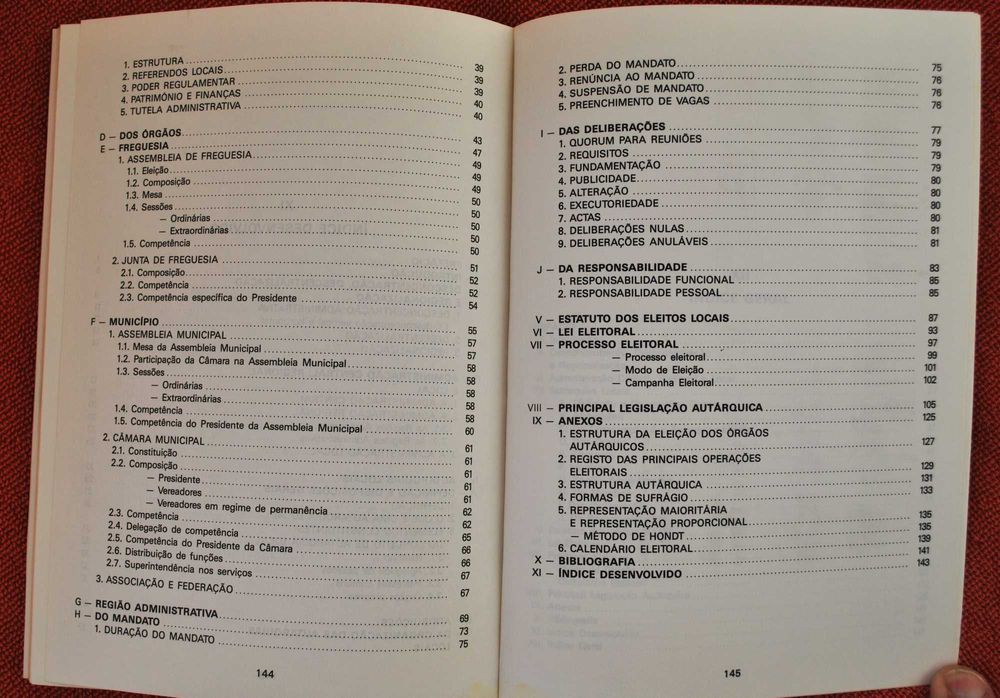 1. ESTRUTURA 39
2. REFERENDOS LOCAIS 39
3. PODER REGULAMENTAR 39
4. PATRIMÓNIO E FINANÇAS 40
5. TUTELA ADMINISTRATIVA 40
D — DOS ÓRGÃOS 43
E — FREGUESIA 47
1. ASSEMBLEIA DE FREGUESIA 49
1.1. Eleição 49
1.2. Composição 49
1.3. Mesa 50
1.4. Sessões 50
— Ordinárias 50
— Extraordinárias 50
1.5. Competência 50
2. JUNTA DE FREGUESIA 51
2.1. Composição 52
2.2. Competência 52
2.3. Competência específica do Presidente 54
F — MUNICÍPIO 55
1. ASSEMBLEIA MUNICIPAL 57
1.1. Mesa da Assembleia Municipal 57
1.2. Participação da Câmara na Assembleia Municipal 58
1.3. Sessões 58
— Ordinárias 58
— Extraordinárias 58
1.4. Competência 58
1.5. Competência do Presidente da Assembleia Municipal 60
2. CÂMARA MUNICIPAL 61
2.1. Constituição 61
2.2. Composição 61
— Presidente 61
— Vereadores 61
— Vereadores em regime de permanência 62
2.3. Competência 62
2.4. Delegação de competência 65
2.5. Competência do Presidente da Câmara 66
2.6. Distribuição de funções 66
2.7. Superintendência nos serviços 67
3. ASSOCIAÇÃO E FEDERAÇÃO 67
G — REGIÃO ADMINISTRATIVA 69
H — DO MANDATO 73
1. DURAÇÃO DO MANDATO 75
144
2. PERDA DO MANDATO 75
3. RENÚNCIA AO MANDATO 76
4. SUSPENSÃO DE MANDATO 76
5. PREENCHIMENTO DE VAGAS 76
I — DAS DELIBERAÇÕES 77
1. QUORUM PARA REUNIÕES 79
2. REQUISITOS 79
3. FUNDAMENTAÇÃO 79
4. PUBLICIDADE 80
5. ALTERAÇÃO 80
6. EXECUTORIEDADE 80
7. ACTAS 80
8. DELIBERAÇÕES NULAS 81
9. DELIBERAÇÕES ANULÁVEIS 81
J — DA RESPONSABILIDADE 83
1. RESPONSABILIDADE FUNCIONAL 85
2. RESPONSABILIDADE PESSOAL 85
V — ESTATUTO DOS ELEITOS LOCAIS 87
VI — LEI ELEITORAL 93
VII — PROCESSO ELEITORAL 97
— Processo eleitoral 99
— Modo de Eleição 101
— Campanha Eleitoral 102
VIII — PRINCIPAL LEGISLAÇÃO AUTÁRQUICA 105
IX — ANEXOS 125
1. ESTRUTURA DA ELEIÇÃO DOS ÓRGÃOS
AUTÁRQUICOS 127
2. REGISTO DAS PRINCIPAIS OPERAÇÕES
ELEITORAIS 129
3. ESTRUTURA AUTÁRQUICA 131
4. FORMAS DE SUFRÁGIO 133
5. REPRESENTAÇÃO MAIORITÁRIA
E REPRESENTAÇÃO PROPORCIONAL 135
— MÉTODO DE HONDT 135
6. CALENDÁRIO ELEITORAL 139
X — BIBLIOGRAFIA 141
XI — ÍNDICE DESENVOLVIDO 143
145